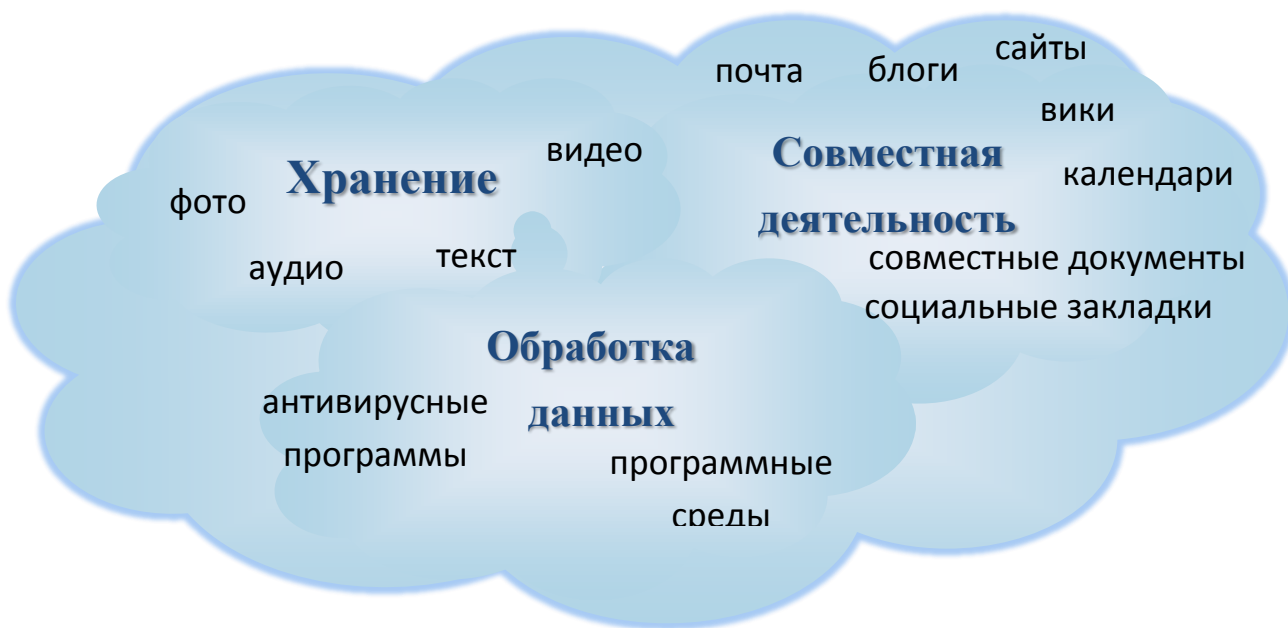 Хранение
видео
фото
аудио
текст
почта
блоги
сайты
вики
Совместная
деятельность
календари
совместные документы
социальные закладки
Обработка
данных
антивирусные
программы
программные
среды